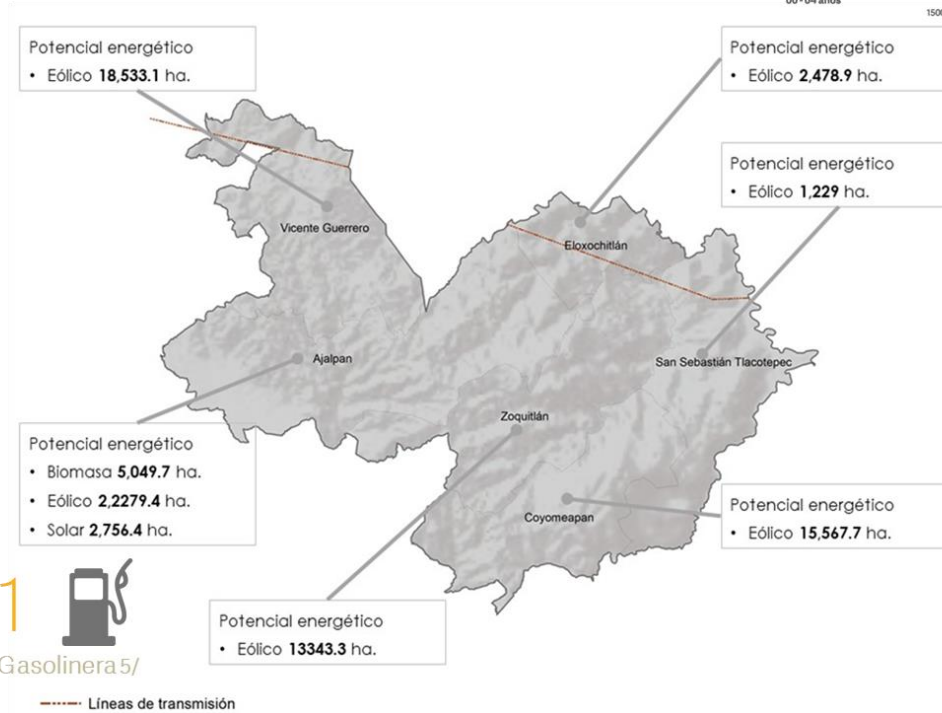 60-64 años
Potencial energético
• Eólico 18,533.1 ha.
Potencial energético
• Eólico 2,478.9 ha.
Potencial energético
• Eólico 1,229 ha.
Vicente Guerrero
Eloxochitlán
Ajalpan
San Sebastián Tlacotepec
Zoquitlán
Coyomeapan
Potencial energético
• Biomasa 5,049.7 ha.
• Eólico 2,2279.4 ha.
• Solar 2,756.4 ha.
Potencial energético
• Eólico 15,567.7 ha.
1
Gasolinera 5/
Potencial energético
• Eólico 13343.3 ha.
Líneas de transmisión